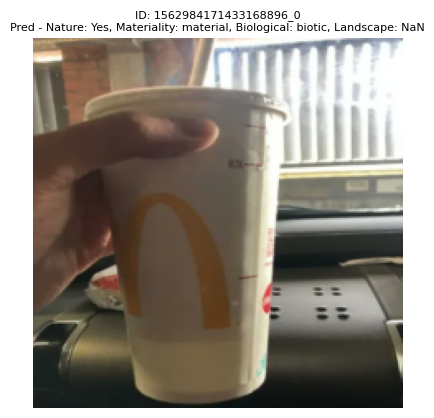 ID: 1562984171433168896_0
Pred - Nature: Yes, Materiality: material, Biological: biotic, Landscape: NaN